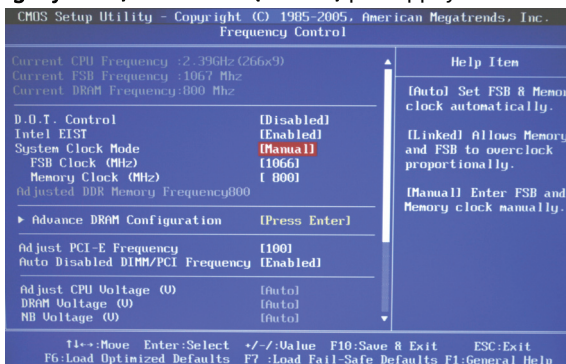 CMOS Setup Utility - Copyright (C) 1985-2005, American Megatrends, Inc.
Frequency Control
Current CPU Frequency :2.39GHz(266x9)
Current FSB Frequency :1067 Mhz
Current DRAM Frequency:800 Mhz
D.O.T. Control [Disabled]
Intel EIST [Enabled]
System Clock Mode [Manual]
FSB Clock (MHz) [1066]
Memory Clock (MHz) [ 800]
Adjusted DDR Memory Frequency800
▶ Advance DRAM Configuration [Press Enter]
Adjust PCI-E Frequency [100]
Auto Disabled DIMM/PCI Frequency [Enabled]
Adjust CPU Voltage (V) [Auto]
DRAM Voltage (V) [Auto]
NB Voltage (V) [Auto]
Help Item
[Auto] Set FSB & Memor
clock automatically.
[Linked] Allows Memory
and FSB to overclock
proportionally.
[Manual] Enter FSB and
Memory clock manually.
↑↓←→:Move Enter:Select +/-/:Value F10:Save & Exit ESC:Exit
F6:Load Optimized Defaults F7 :Load Fail-Safe Defaults F1:General Help